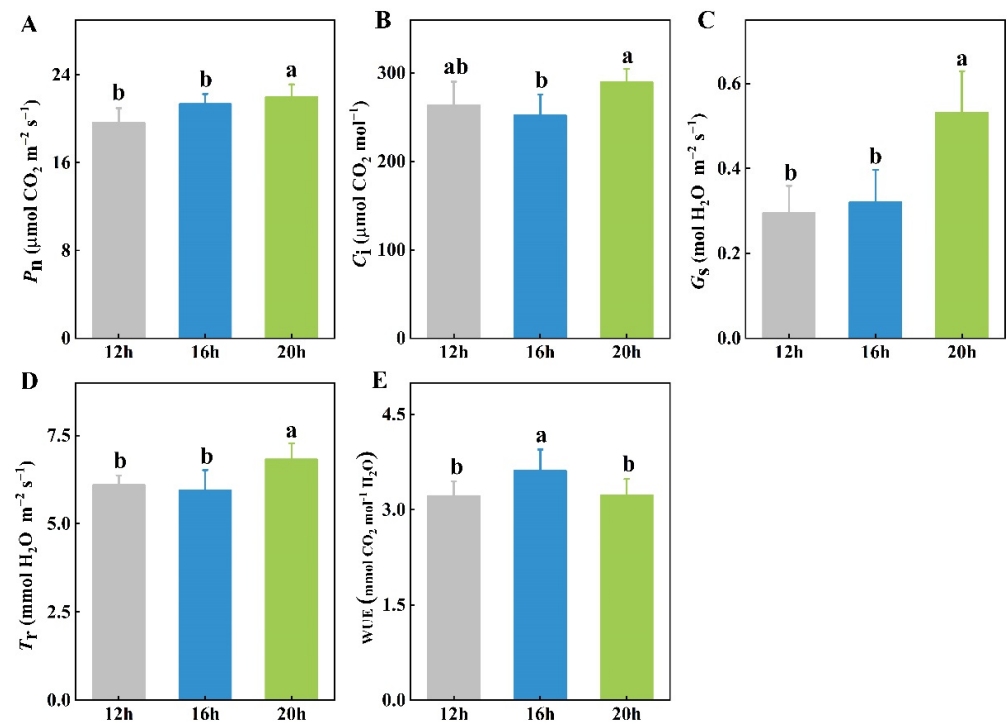 A
Pn (μmol CO2 m−2 s−1)
24
16
8
0
b
b
a
12h
16h
20h
B
Ci (μmol CO2 mol−1)
300
200
100
0
ab
b
a
12h
16h
20h
C
Gs (mol H2O m−2 s−1)
0.6
0.4
0.2
0.0
b
b
a
12h
16h
20h
D
Tr (mmol H2O m−2 s−1)
7.5
5.0
2.5
0.0
b
b
a
12h
16h
20h
E
WUE (mmol CO2 mol−1 H2O)
4.5
3.0
1.5
0.0
b
a
b
12h
16h
20h